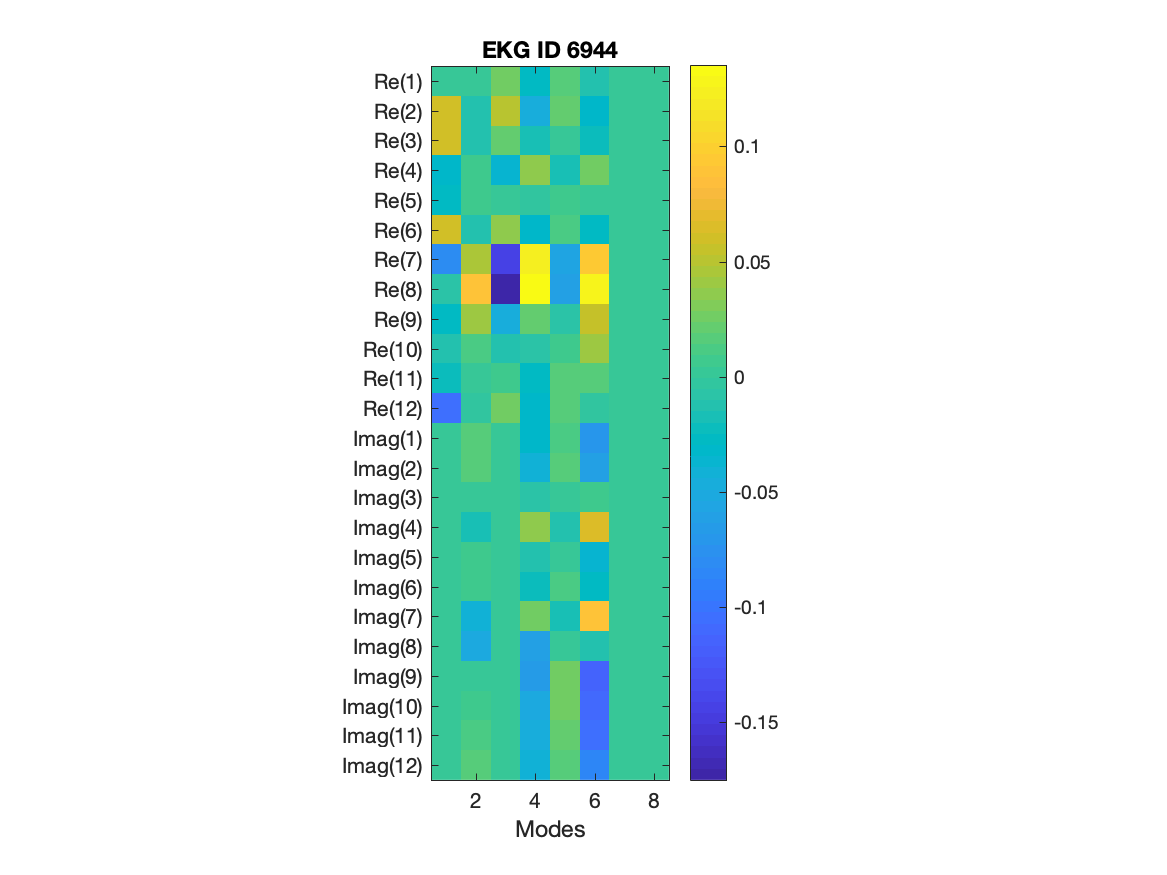 EKG ID 6944
Re(1)
Re(2)
Re(3)
Re(4)
Re(5)
Re(6)
Re(7)
Re(8)
Re(9)
Re(10)
Re(11)
Re(12)
Imag(1)
Imag(2)
Imag(3)
Imag(4)
Imag(5)
Imag(6)
Imag(7)
Imag(8)
Imag(9)
Imag(10)
Imag(11)
Imag(12)
2 4 6 8
Modes
0.1
0.05
0
-0.05
-0.1
-0.15